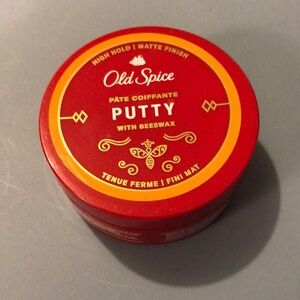 HIGH HOLD | MATTE FINISH
Old Spice
PÂTE COIFFANTE
PUTTY
WITH BEESWAX
TENUE FERME | FINI MAT